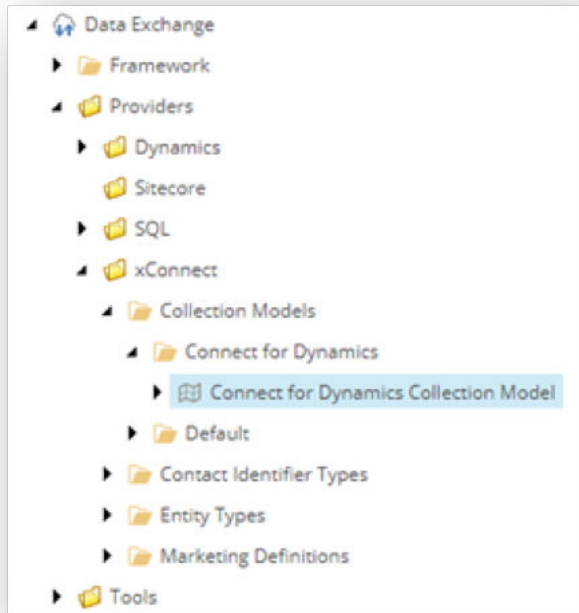 Data Exchange
Framework
Providers
Dynamics
Sitecore
SQL
xConnect
Collection Models
Connect for Dynamics
Connect for Dynamics Collection Model
Default
Contact Identifier Types
Entity Types
Marketing Definitions
Tools